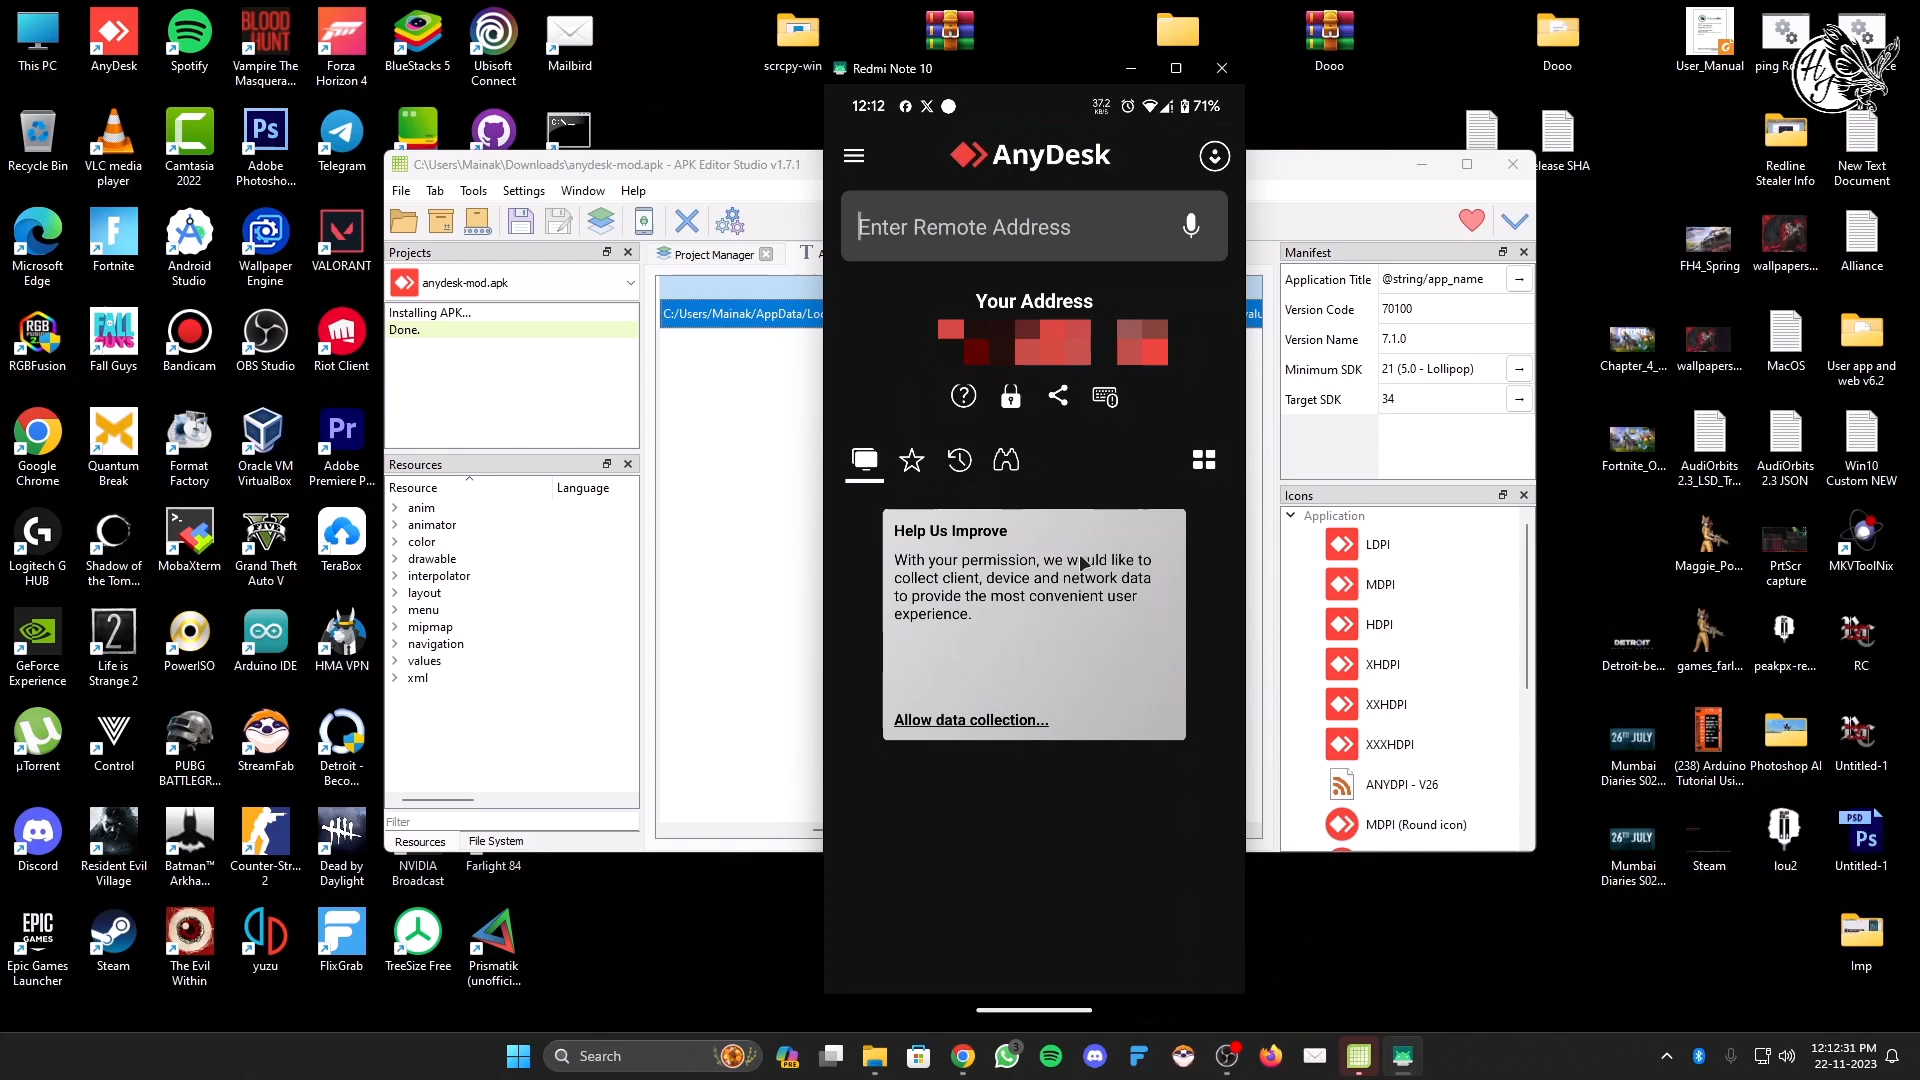 This PC
AnyDesk
Spotify
Vampire The
Masquera...
Forza
Horizon 4
BlueStacks 5
Ubisoft
Connect
Mailbird
scrcpy-win
Dooo
Dooo
User_Manual
Recycle Bin
VLC media
player
Camtasia
2022
Adobe
Photosho...
Telegram
Redline
Stealer Info
New Text
Document
Microsoft
Edge
Fortnite
Android
Studio
Wallpaper
Engine
VALORANT
FH4_Spring
wallpapers...
Alliance
RGBFusion
Fall Guys
Bandicam
OBS Studio
Riot Client
Chapter_4_...
wallpapers...
MacOS
User app and
web v6.2
Google
Chrome
Quantum
Break
Format
Factory
Oracle VM
VirtualBox
Adobe
Premiere P...
Fortnite_O...
AudiOrbits
2.3_LSD_Tr...
AudiOrbits
2.3 JSON
Win10
Custom NEW
Logitech G
HUB
Shadow of
the Tom...
MobaXterm
Grand Theft
Auto V
TeraBox
Maggie_Po...
PrtScr
capture
MKVToolNix
GeForce
Experience
Life is
Strange 2
PowerISO
Arduino IDE
HMA VPN
Detroit-be...
games_farl...
peakpx-re...
RC
µTorrent
Control
PUBG
BATTLEGR...
StreamFab
Detroit -
Beco...
Mumbai
Diaries S02...
(238) Arduino
Tutorial Usi...
Photoshop AI
Untitled-1
Discord
Resident Evil
Village
Batman™
Arkha...
Counter-Str...
2
Dead by
Daylight
NVIDIA
Broadcast
Farlight 84
Mumbai
Diaries S02...
Steam
lou2
Untitled-1
Epic Games
Launcher
Steam
The Evil
Within
yuzu
FlixGrab
TreeSize Free
Prismatik
(unoffici...
Imp
C:\Users\Mainak\Downloads\anydesk-mod.apk - APK Editor Studio v1.7.1
File Tab Tools Settings Window Help
Projects
anydesk-mod.apk
Installing APK...
Done.
Resources
Resource Language
anim
animator
color
drawable
interpolator
layout
menu
mipmap
navigation
values
xml
Filter
Resources File System
Project Manager
C:/Users/Mainak/AppData/Loc
Manifest
Application Title @string/app_name
Version Code 70100
Version Name 7.1.0
Minimum SDK 21 (5.0 - Lollipop)
Target SDK 34
Icons
Application
LDPI
MDPI
HDPI
XHDPI
XXHDPI
XXXHDPI
ANYDPI - V26
MDPI (Round icon)
Redmi Note 10
12:12 37.2 KB/S 71%
AnyDesk
Enter Remote Address
Your Address
Help Us Improve
With your permission, we would like to
collect client, device and network data
to provide the most convenient user
experience.
Allow data collection...
Search
12:12:31 PM
22-11-2023